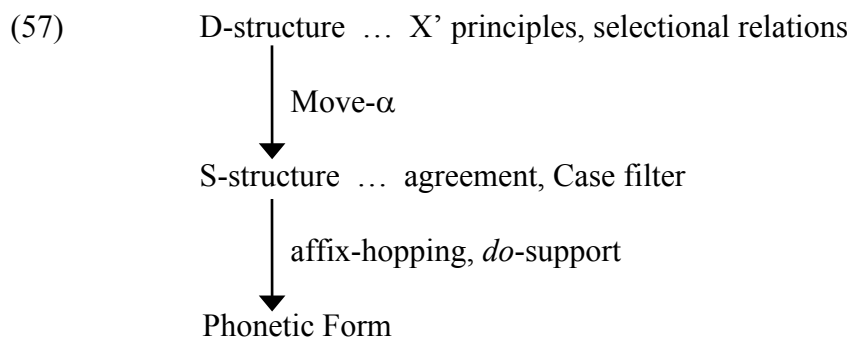 (57) D-structure … X’ principles, selectional relations
Move-α
S-structure … agreement, Case filter
affix-hopping, do-support
Phonetic Form